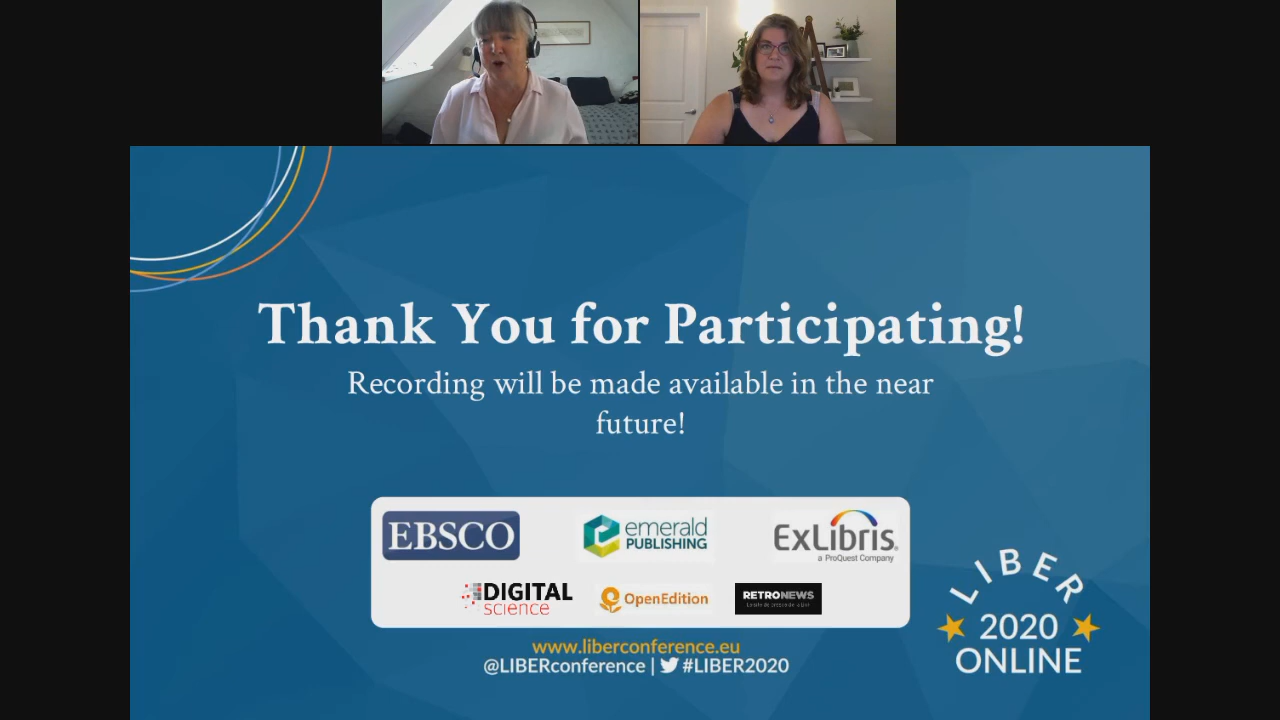 Thank You for Participating!
Recording will be made available in the near
future!
EBSCO
emerald
PUBLISHING
ExLibris
a ProQuest Company
DIGITAL
science
OpenEdition
RETRONEWS
www.liberconference.eu
@LIBERconference | #LIBER2020
LIBER
2020
ONLINE